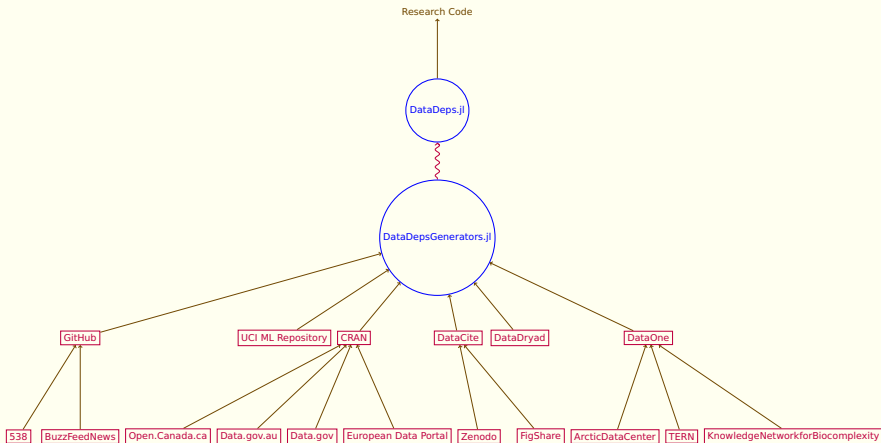 Research Code
DataDeps.jl
DataDepsGenerators.jl
GitHub
UCI ML Repository
CRAN
DataCite
DataDryad
DataOne
538
BuzzFeedNews
Open.Canada.ca
Data.gov.au
Data.gov
European Data Portal
Zenodo
FigShare
ArcticDataCenter
TERN
KnowledgeNetworkforBiocomplexity